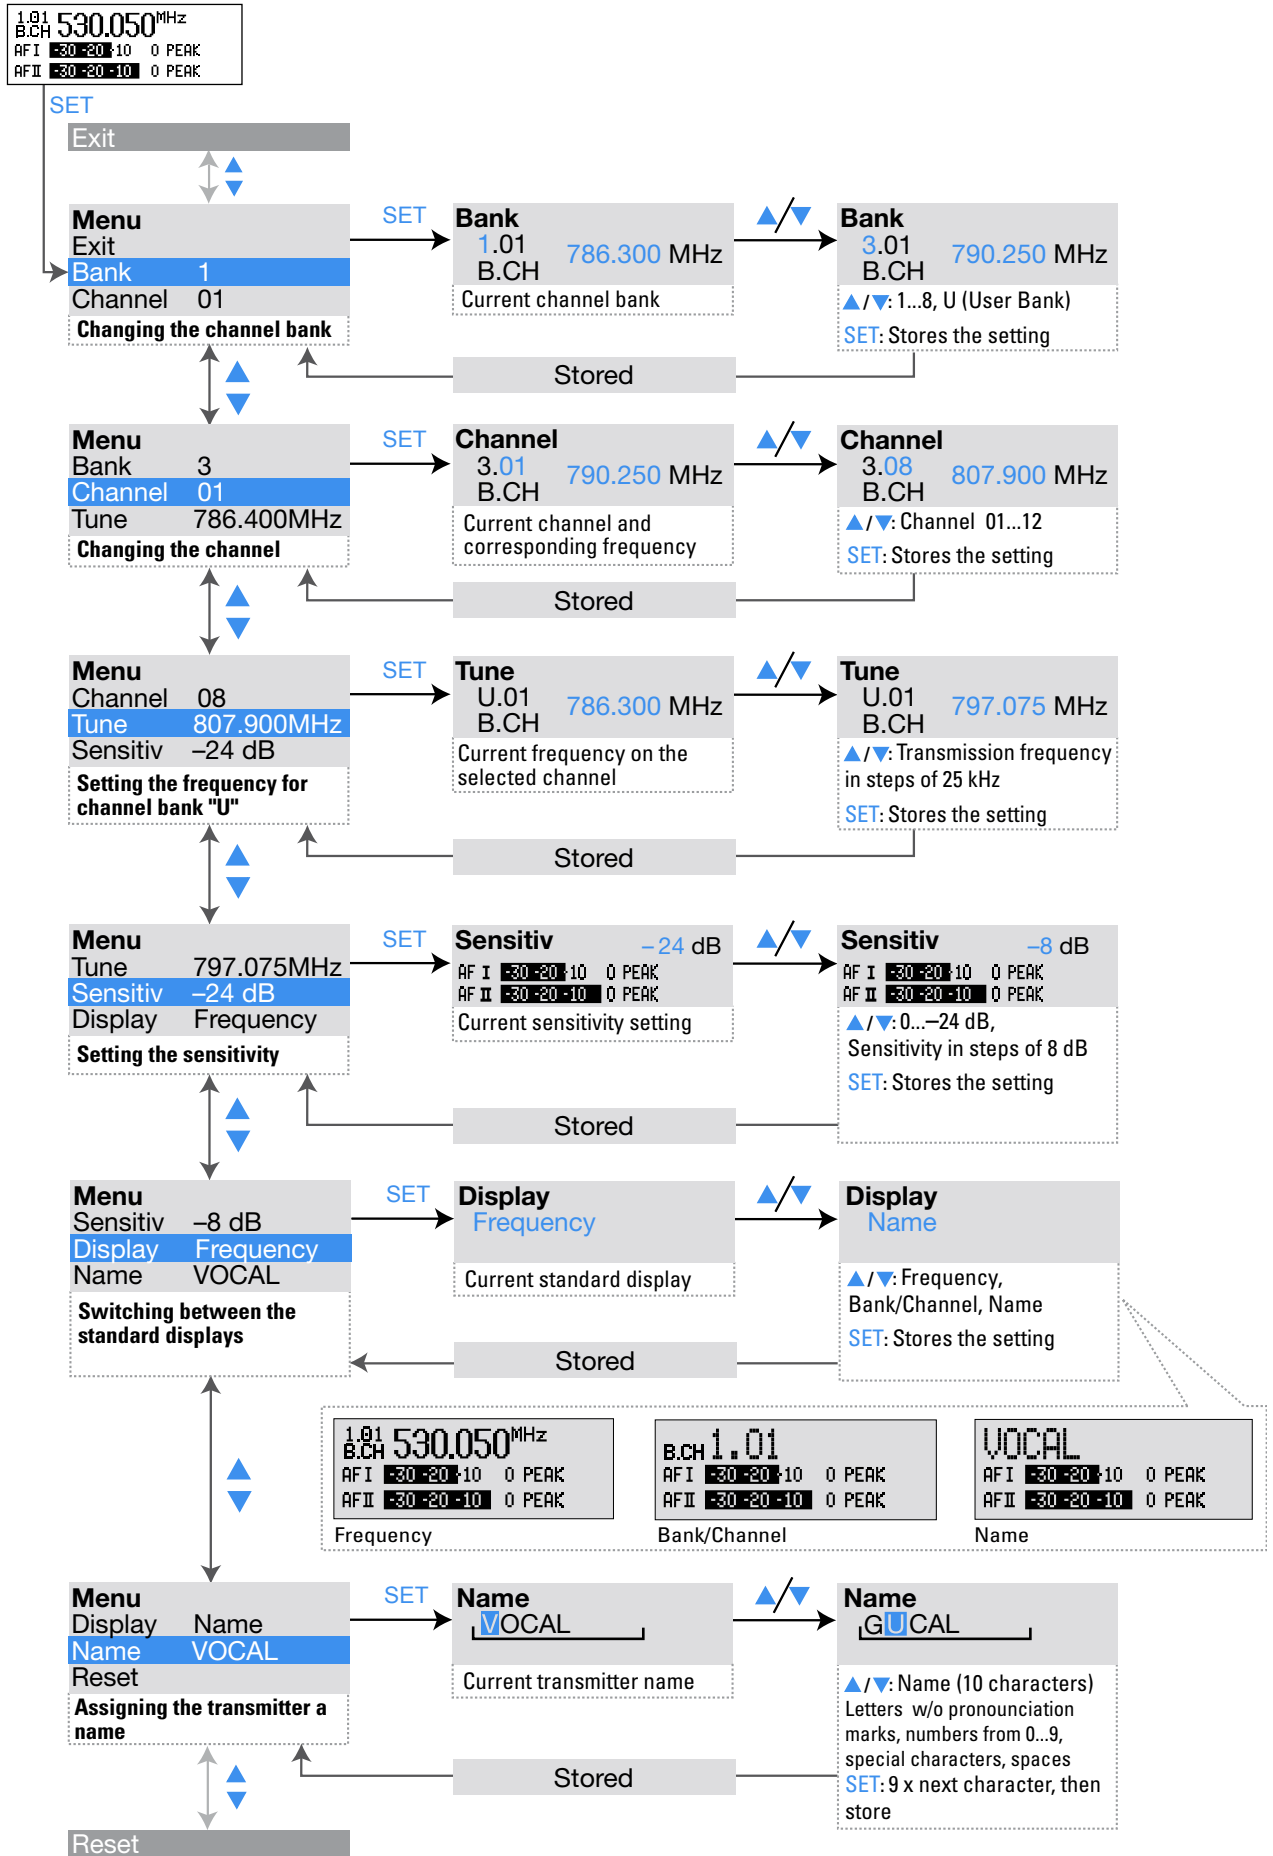 1.01
B.CH 530.050 MHz
AF I -30 -20 -10 0 PEAK
AF II -30 -20 -10 0 PEAK
SET
Exit
Menu
Exit
Bank 1
Channel 01
Changing the channel bank
SET
Bank
1.01
B.CH
786.300 MHz
Current channel bank
▲/▼
Bank
3.01
B.CH
790.250 MHz
▲/▼: 1...8, U (User Bank)
SET: Stores the setting
Stored
Menu
Bank 3
Channel 01
Tune 786.400MHz
Changing the channel
SET
Channel
3.01
B.CH
790.250 MHz
Current channel and
corresponding frequency
▲/▼
Channel
3.08
B.CH
807.900 MHz
▲/▼: Channel 01...12
SET: Stores the setting
Stored
Menu
Channel 08
Tune 807.900MHz
Sensitiv –24 dB
Setting the frequency for
channel bank "U"
SET
Tune
U.01
B.CH
786.300 MHz
Current frequency on the
selected channel
▲/▼
Tune
U.01
B.CH
797.075 MHz
▲/▼: Transmission frequency
in steps of 25 kHz
SET: Stores the setting
Stored
Menu
Tune 797.075MHz
Sensitiv –24 dB
Display Frequency
Setting the sensitivity
SET
Sensitiv –24 dB
AF I -30 -20 -10 0 PEAK
AF II -30 -20 -10 0 PEAK
Current sensitivity setting
▲/▼
Sensitiv –8 dB
AF I -30 -20 -10 0 PEAK
AF II -30 -20 -10 0 PEAK
▲/▼: 0...–24 dB,
Sensitivity in steps of 8 dB
SET: Stores the setting
Stored
Menu
Sensitiv –8 dB
Display Frequency
Name VOCAL
Switching between the
standard displays
SET
Display
Frequency
Current standard display
▲/▼
Display
Name
▲/▼: Frequency,
Bank/Channel, Name
SET: Stores the setting
Stored
1.01
B.CH 530.050 MHz
AF I -30 -20 -10 0 PEAK
AF II -30 -20 -10 0 PEAK
Frequency
B.CH 1.01
AF I -30 -20 -10 0 PEAK
AF II -30 -20 -10 0 PEAK
Bank/Channel
VOCAL
AF I -30 -20 -10 0 PEAK
AF II -30 -20 -10 0 PEAK
Name
Menu
Display Name
Name VOCAL
Reset
Assigning the transmitter a
name
SET
Name
VOCAL
Current transmitter name
▲/▼
Name
GUCAL
▲/▼: Name (10 characters)
Letters w/o pronounciation
marks, numbers from 0...9,
special characters, spaces
SET: 9 x next character, then
store
Stored
Reset